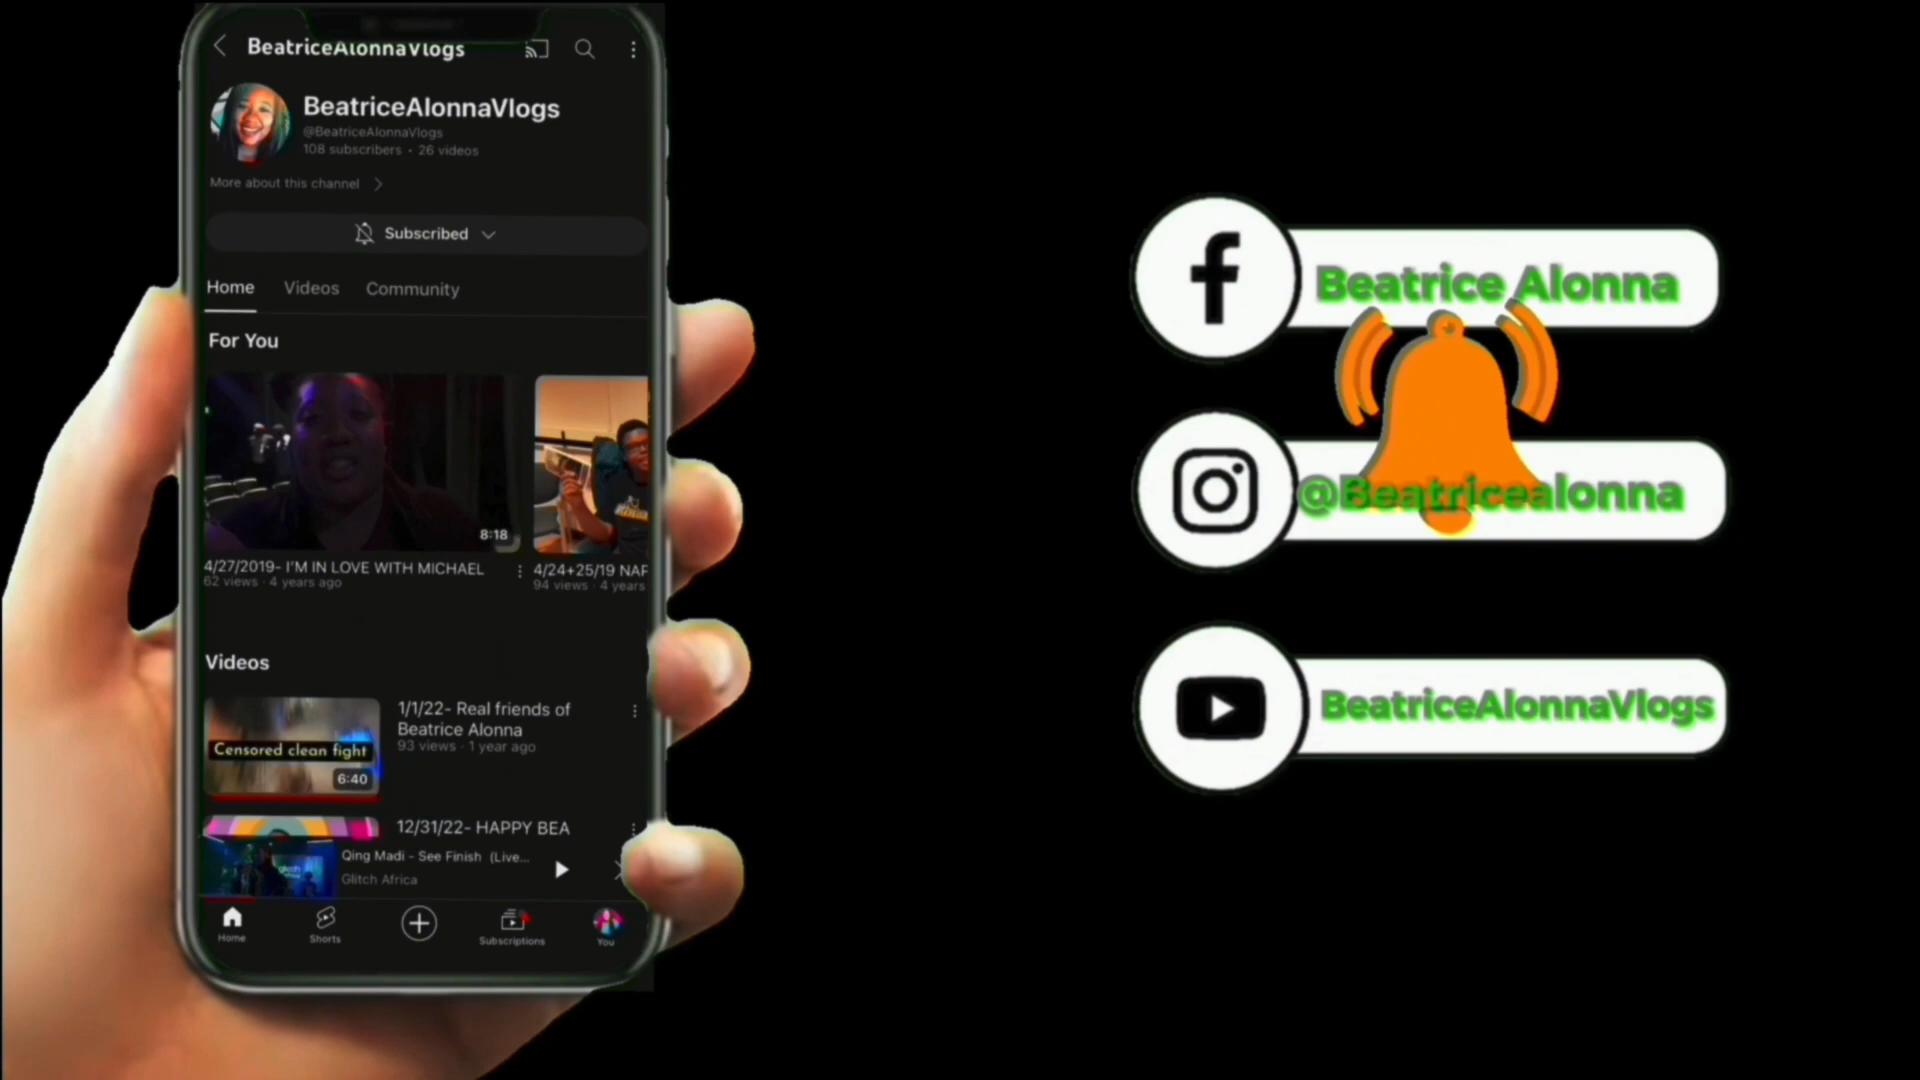 BeatriceAlonnaVlogs
BeatriceAlonnaVlogs
@BeatriceAlonnaVlogs
108 subscribers • 26 videos
More about this channel
Subscribed
Home Videos Community
For You
8:18
4/27/2019- I'M IN LOVE WITH MICHAEL
62 views · 4 years ago
4/24+25/19 NAP
94 views · 4 years
Videos
Censored clean fight
6:40
1/1/22- Real friends of
Beatrice Alonna
93 views · 1 year ago
12/31/22- HAPPY BEA
Qing Madi - See Finish (Live...
Glitch Africa
Home Shorts Subscriptions You
Beatrice Alonna
@Beatricealonna
BeatriceAlonnaVlogs